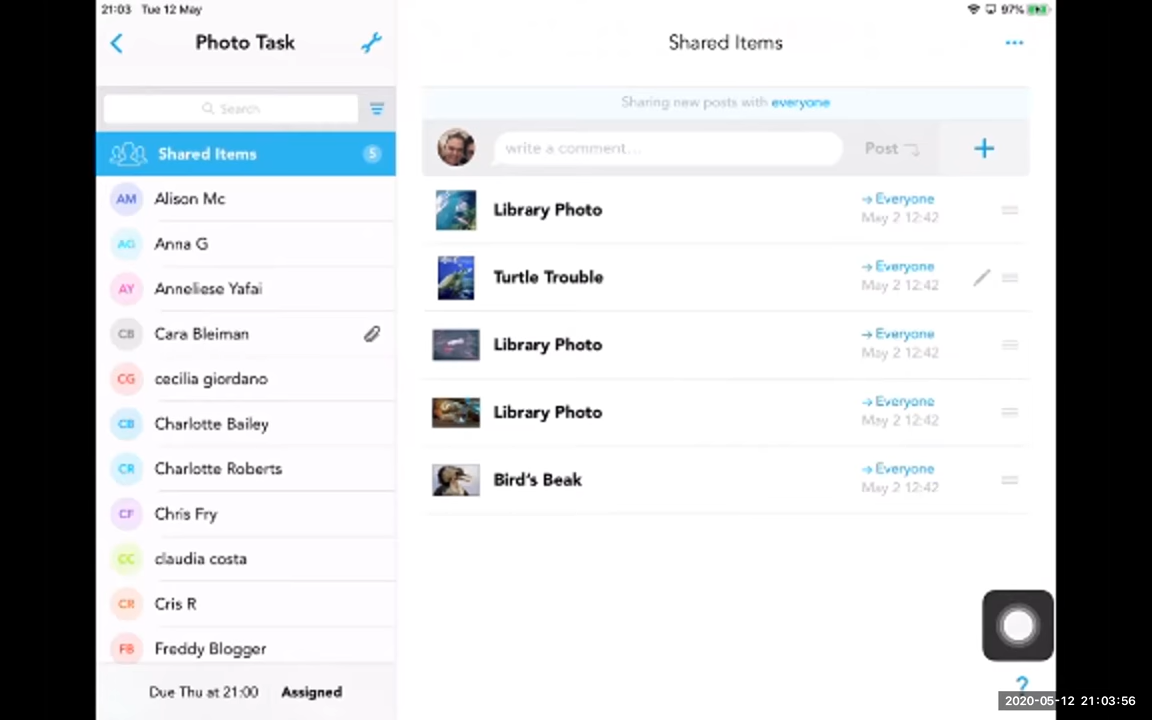 21:03 Tue 12 May
97%
Photo Task
Search
Shared Items 5
AM Alison Mc
AG Anna G
AY Anneliese Yafai
CB Cara Bleiman
CG cecilia giordano
CB Charlotte Bailey
CR Charlotte Roberts
CF Chris Fry
CC claudia costa
CR Cris R
FB Freddy Blogger
Due Thu at 21:00 Assigned
Shared Items
Sharing new posts with everyone
write a comment... Post
Library Photo
→ Everyone
May 2 12:42
Turtle Trouble
→ Everyone
May 2 12:42
Library Photo
→ Everyone
May 2 12:42
Library Photo
→ Everyone
May 2 12:42
Bird's Beak
→ Everyone
May 2 12:42
?
2020-05-12 21:03:56